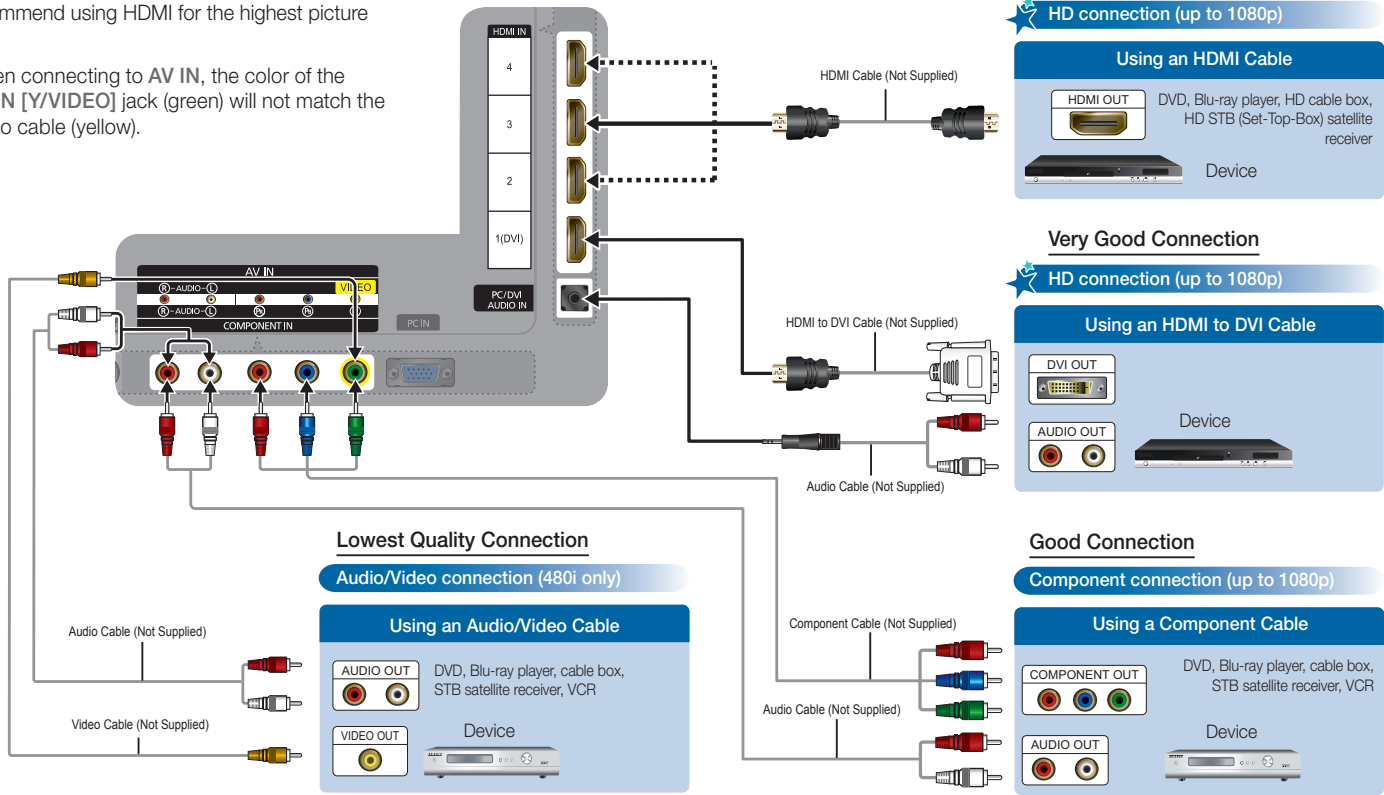 mmend using HDMI for the highest picture
en connecting to AV IN, the color of the
N [Y/VIDEO] jack (green) will not match the
o cable (yellow).
HDMI IN
4
3
2
1(DVI)
PC/DVI
AUDIO IN
AV IN
R-AUDIO-L
VIDEO
R-AUDIO-L
PR
PB
COMPONENT IN
PC IN
HDMI Cable (Not Supplied)
HD connection (up to 1080p)
Using an HDMI Cable
HDMI OUT
DVD, Blu-ray player, HD cable box,
HD STB (Set-Top-Box) satellite
receiver
Device
Very Good Connection
HD connection (up to 1080p)
HDMI to DVI Cable (Not Supplied)
Using an HDMI to DVI Cable
DVI OUT
AUDIO OUT
Device
Audio Cable (Not Supplied)
Lowest Quality Connection
Audio/Video connection (480i only)
Using an Audio/Video Cable
Audio Cable (Not Supplied)
AUDIO OUT
DVD, Blu-ray player, cable box,
STB satellite receiver, VCR
Video Cable (Not Supplied)
VIDEO OUT
Device
Good Connection
Component connection (up to 1080p)
Component Cable (Not Supplied)
Using a Component Cable
COMPONENT OUT
DVD, Blu-ray player, cable box,
STB satellite receiver, VCR
Audio Cable (Not Supplied)
AUDIO OUT
Device